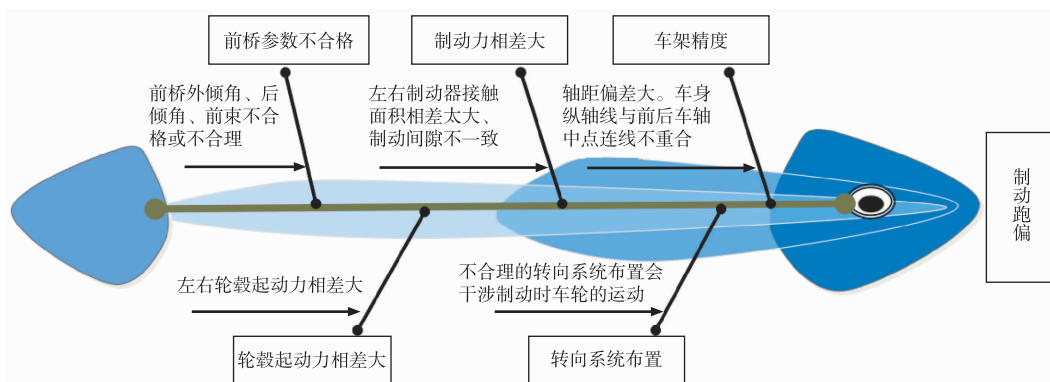 前桥参数不合格
制动力相差大
车架精度
前桥外倾角、后
倾角、前束不合
格或不合理
左右制动器接触
面积相差太大、
制动间隙不一致
轴距偏差大。车身
纵轴线与前后车轴
中点连线不重合
制动跑偏
左右轮毂起动力相差大
不合理的转向系统布置会
干涉制动时车轮的运动
轮毂起动力相差大
转向系统布置